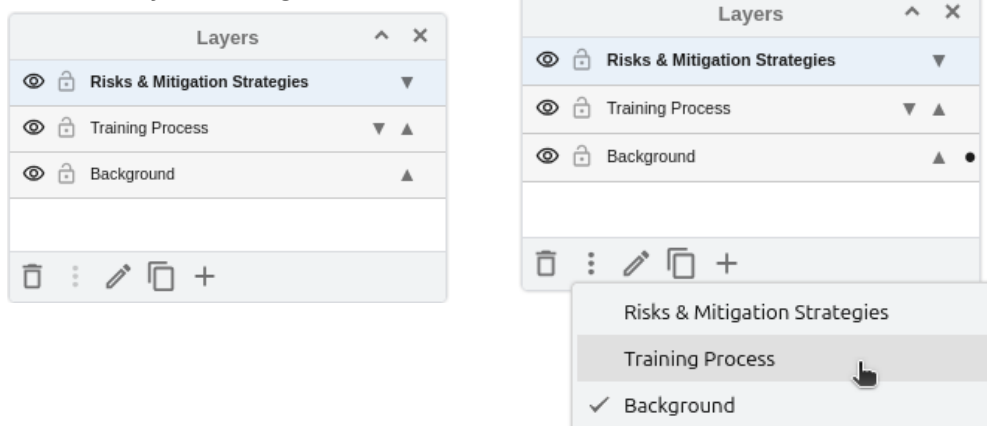 Layers
Risks & Mitigation Strategies
Training Process
Background
Layers
Risks & Mitigation Strategies
Training Process
Background
Risks & Mitigation Strategies
Training Process
Background